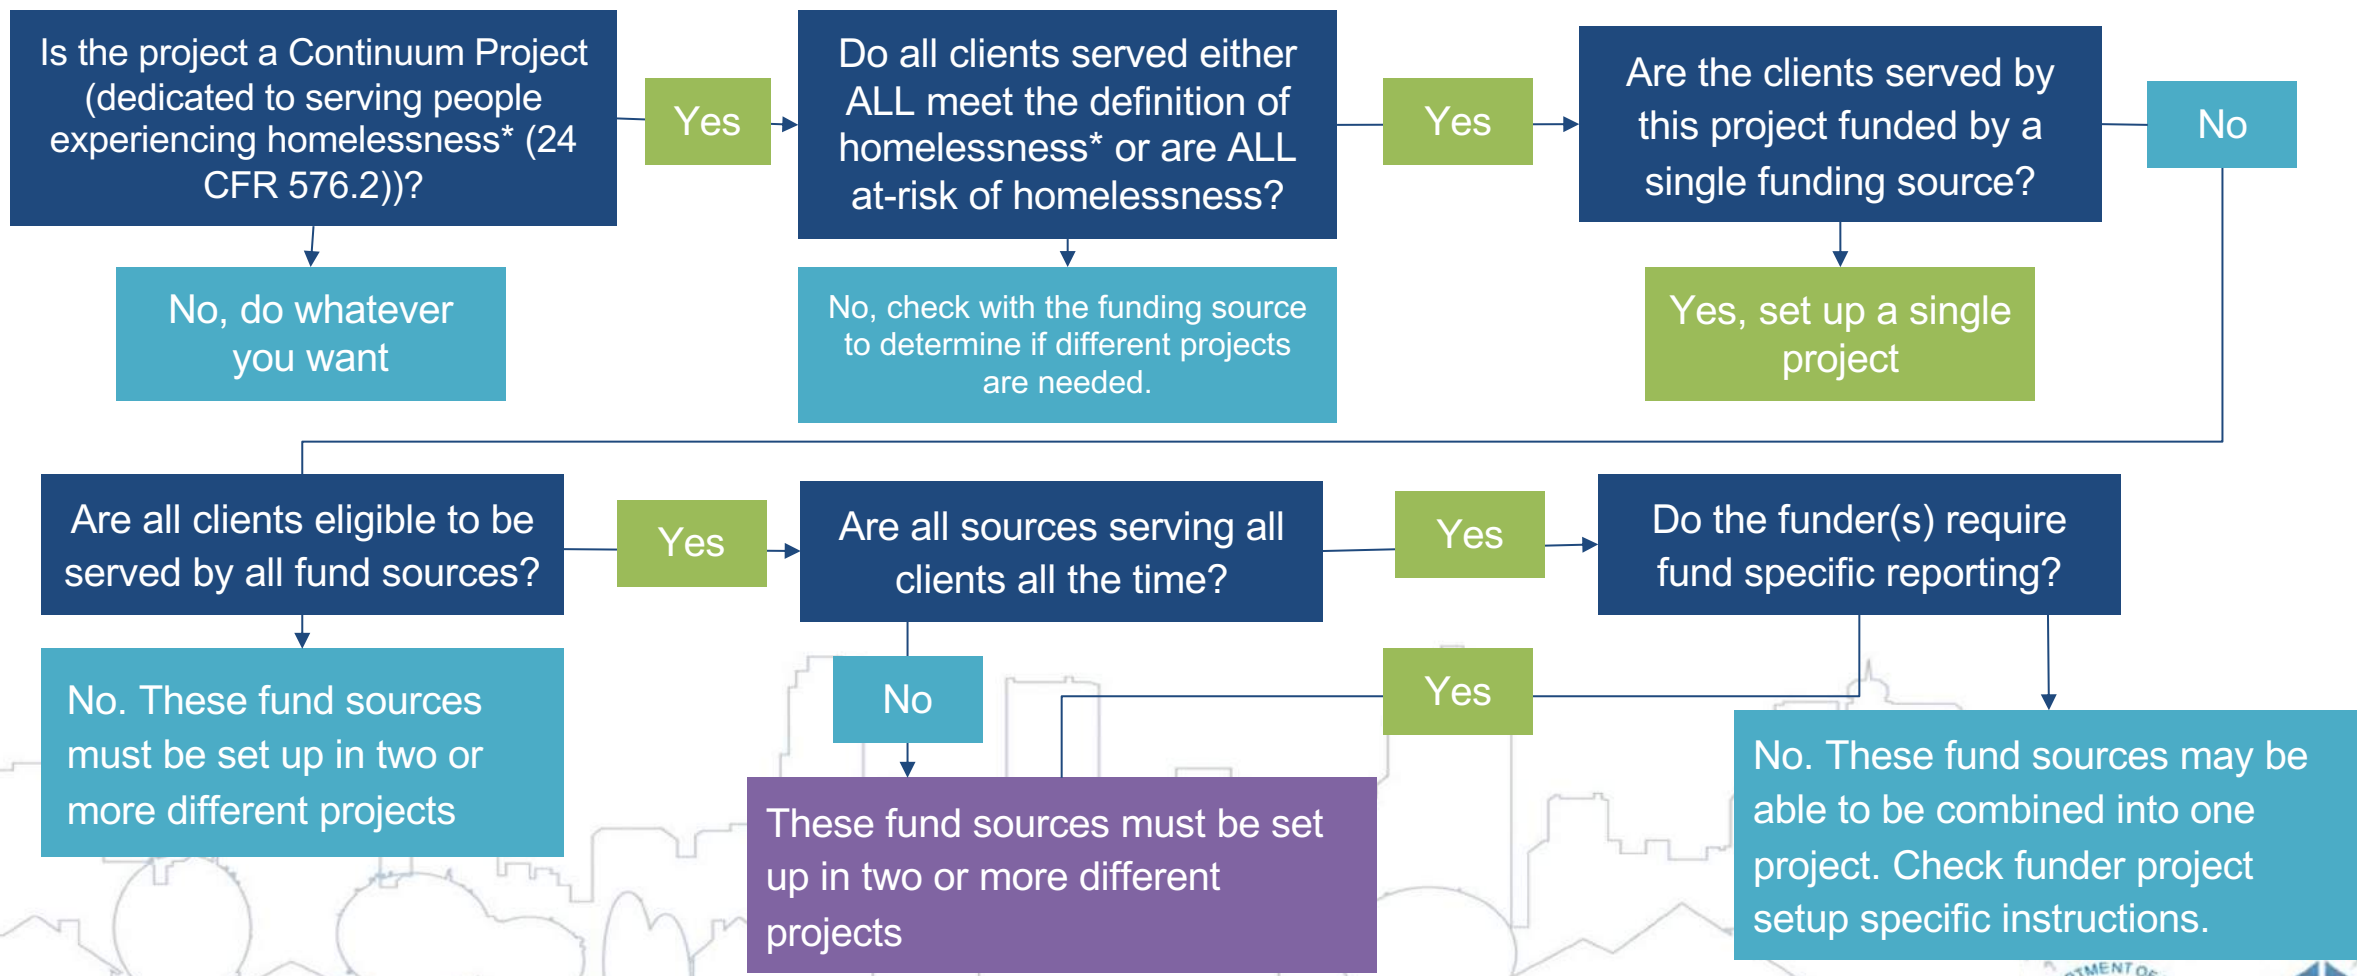 Is the project a Continuum Project
(dedicated to serving people
experiencing homelessness* (24
CFR 576.2))?
Yes
Do all clients served either
ALL meet the definition of
homelessness* or are ALL
at-risk of homelessness?
Yes
Are the clients served by
this project funded by a
single funding source?
No
No, do whatever
you want
No, check with the funding source
to determine if different projects
are needed.
Yes, set up a single
project
Are all clients eligible to be
served by all fund sources?
Yes
Are all sources serving all
clients all the time?
Yes
Do the funder(s) require
fund specific reporting?
No. These fund sources
must be set up in two or
more different projects
No
Yes
These fund sources must be set
up in two or more different
projects
No. These fund sources may be
able to be combined into one
project. Check funder project
setup specific instructions.